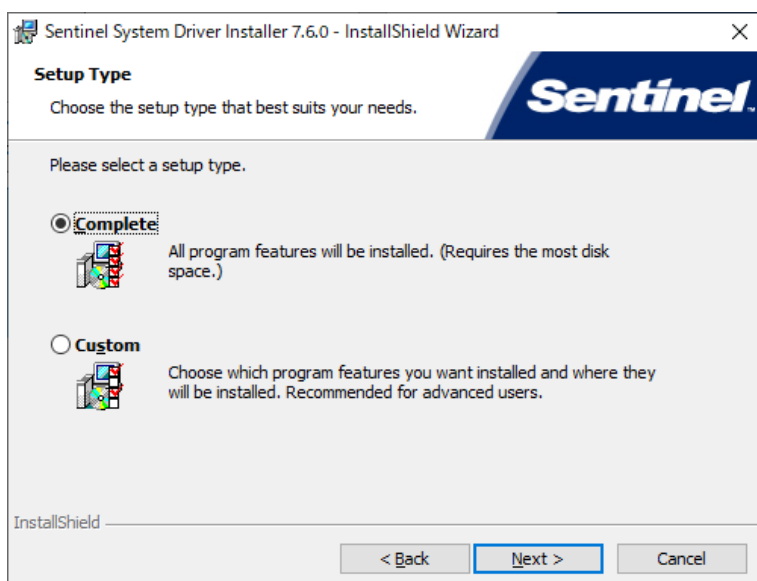 Sentinel System Driver Installer 7.6.0 - InstallShield Wizard
Setup Type
Choose the setup type that best suits your needs.
Sentinel
Please select a setup type.
Complete
All program features will be installed. (Requires the most disk
space.)
Custom
Choose which program features you want installed and where they
will be installed. Recommended for advanced users.
InstallShield
< Back
Next >
Cancel